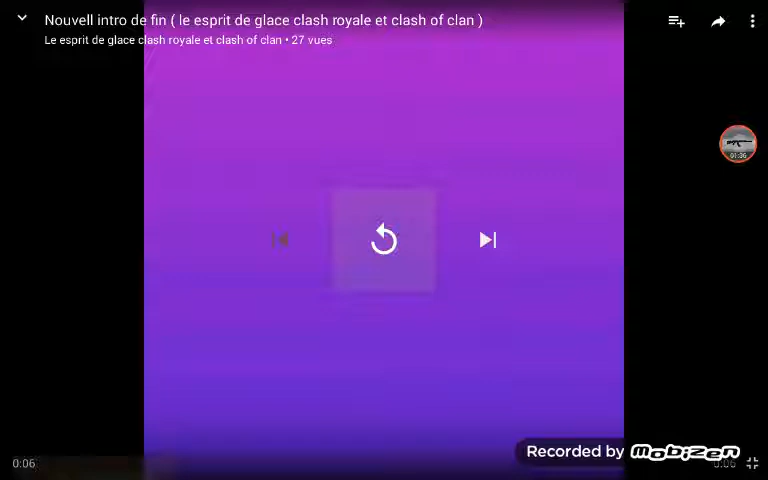 Nouvell intro de fin ( le esprit de glace clash royale et clash of clan )
Le esprit de glace clash royale et clash of clan • 27 vues
01:36
Recorded by Mobizen
0:06
0:06